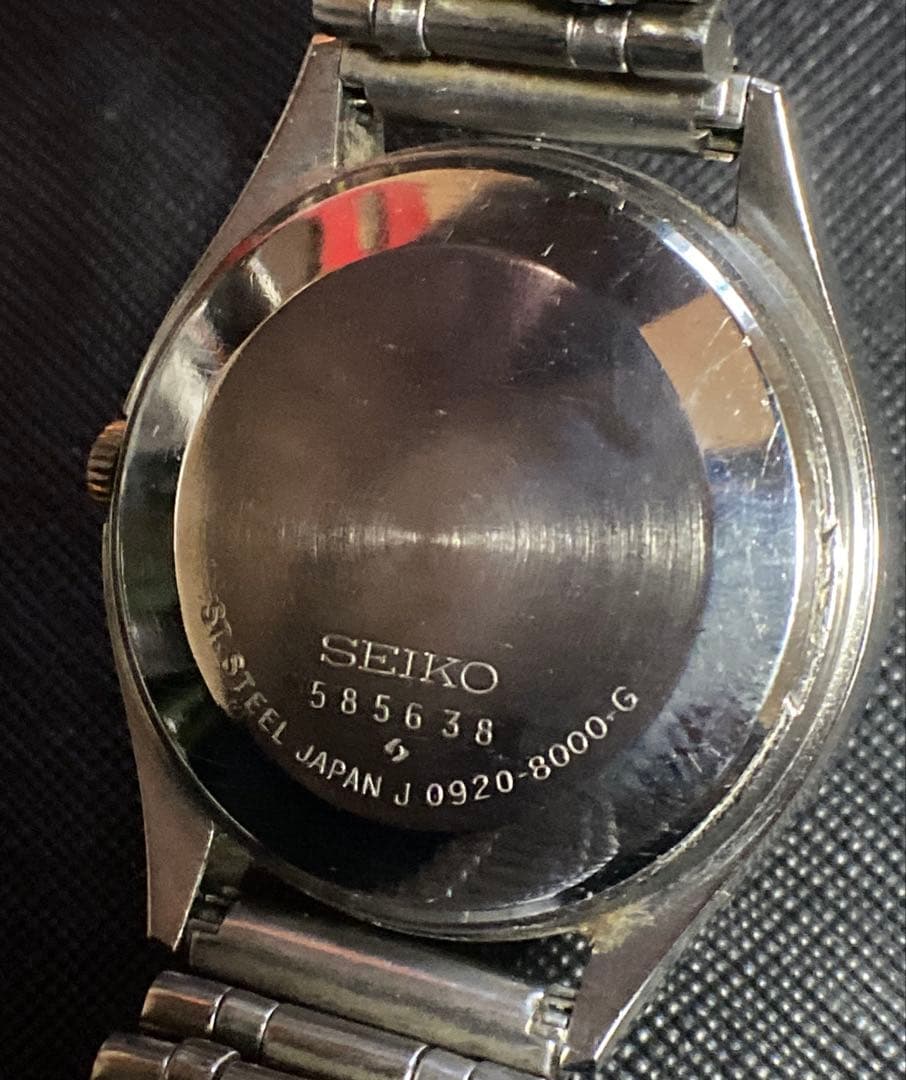 SEIKO
585638
ST.STEEL JAPAN J 0920-8000-G